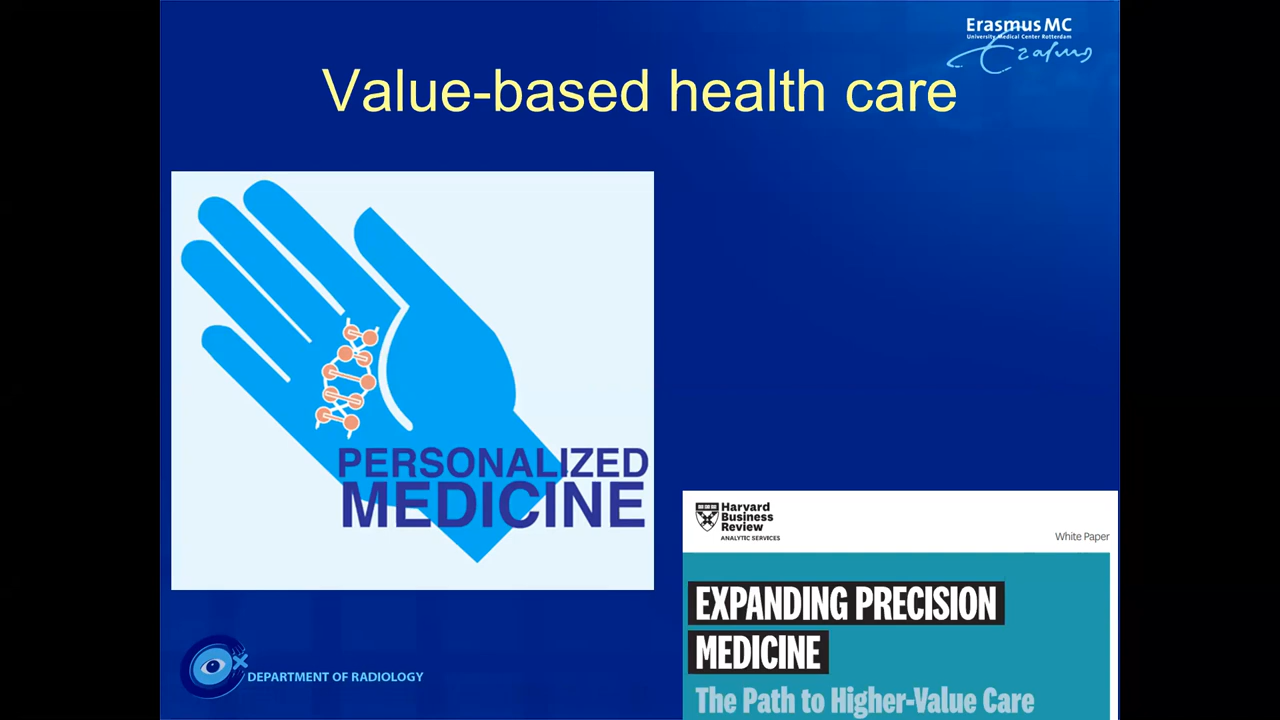 Erasmus MC
University Medical Center Rotterdam
Erasmus
Value-based health care
PERSONALIZED
MEDICINE
Harvard
Business
Review
ANALYTIC SERVICES
White Paper
EXPANDING PRECISION
MEDICINE
The Path to Higher-Value Care
DEPARTMENT OF RADIOLOGY